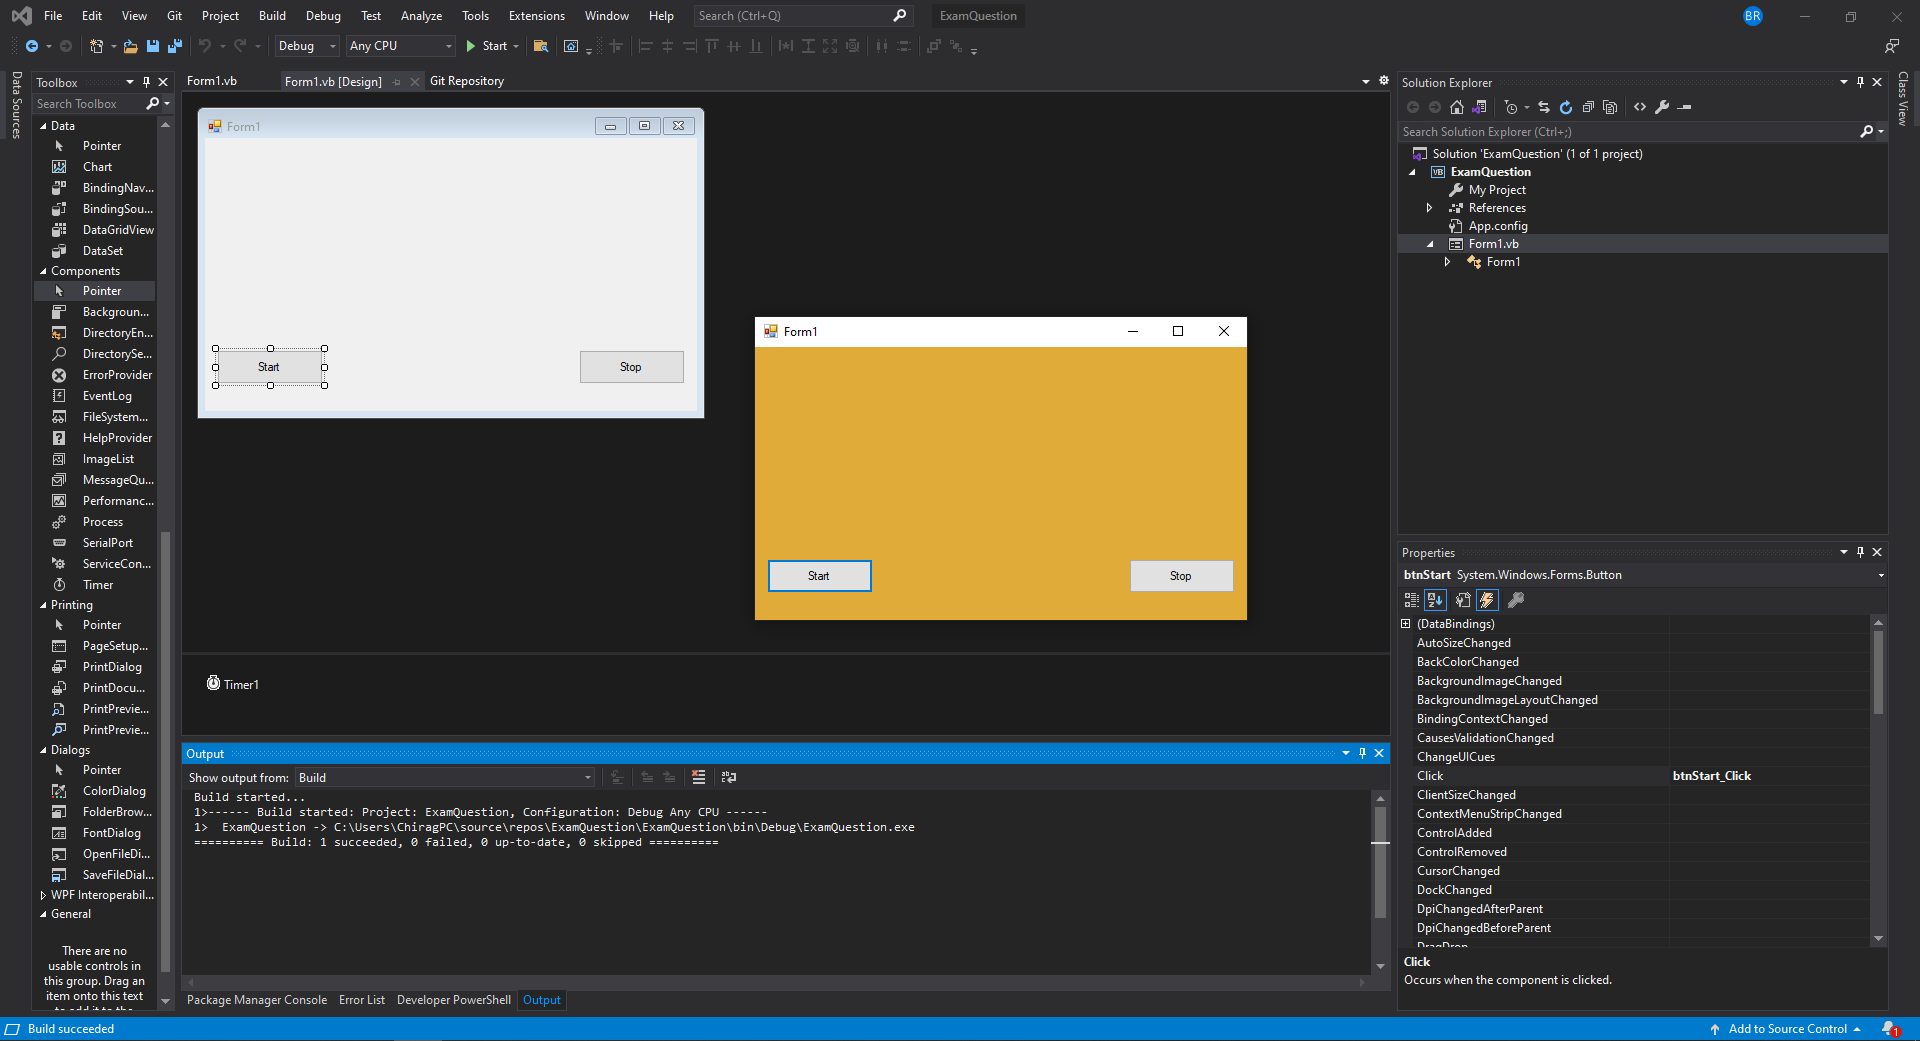 File Edit View Git Project Build Debug Test Analyze Tools Extensions Window Help Search (Ctrl+Q) ExamQuestion BR
Debug Any CPU Start
Data Sources
Toolbox
Search Toolbox
Data
Pointer
Chart
BindingNav...
BindingSou...
DataGridView
DataSet
Components
Pointer
Backgroun...
DirectoryEn...
DirectorySe...
ErrorProvider
EventLog
FileSystem...
HelpProvider
ImageList
MessageQu...
Performanc...
Process
SerialPort
ServiceCon...
Timer
Printing
Pointer
PageSetup...
PrintDialog
PrintDocu...
PrintPrevie...
PrintPrevie...
Dialogs
Pointer
ColorDialog
FolderBrow...
FontDialog
OpenFileDi...
SaveFileDial...
WPF Interoperabil...
General
There are no
usable controls in
this group. Drag an
item onto this text
to add it to the
Form1.vb Form1.vb [Design] Git Repository
Form1
Start Stop
Form1
Start Stop
Timer1
Output
Show output from: Build
Build started...
1>------ Build started: Project: ExamQuestion, Configuration: Debug Any CPU ------
1>  ExamQuestion -> C:\Users\ChiragPC\source\repos\ExamQuestion\ExamQuestion\bin\Debug\ExamQuestion.exe
========== Build: 1 succeeded, 0 failed, 0 up-to-date, 0 skipped ==========
Package Manager Console Error List Developer PowerShell Output
Solution Explorer
Search Solution Explorer (Ctrl+;)
Solution 'ExamQuestion' (1 of 1 project)
VB ExamQuestion
My Project
References
App.config
Form1.vb
Form1
Class View
Properties
btnStart System.Windows.Forms.Button
(DataBindings)
AutoSizeChanged
BackColorChanged
BackgroundImageChanged
BackgroundImageLayoutChanged
BindingContextChanged
CausesValidationChanged
ChangeUICues
Click btnStart_Click
ClientSizeChanged
ContextMenuStripChanged
ControlAdded
ControlRemoved
CursorChanged
DockChanged
DpiChangedAfterParent
DpiChangedBeforeParent
DragDrop
Click
Occurs when the component is clicked.
Build succeeded Add to Source Control 1